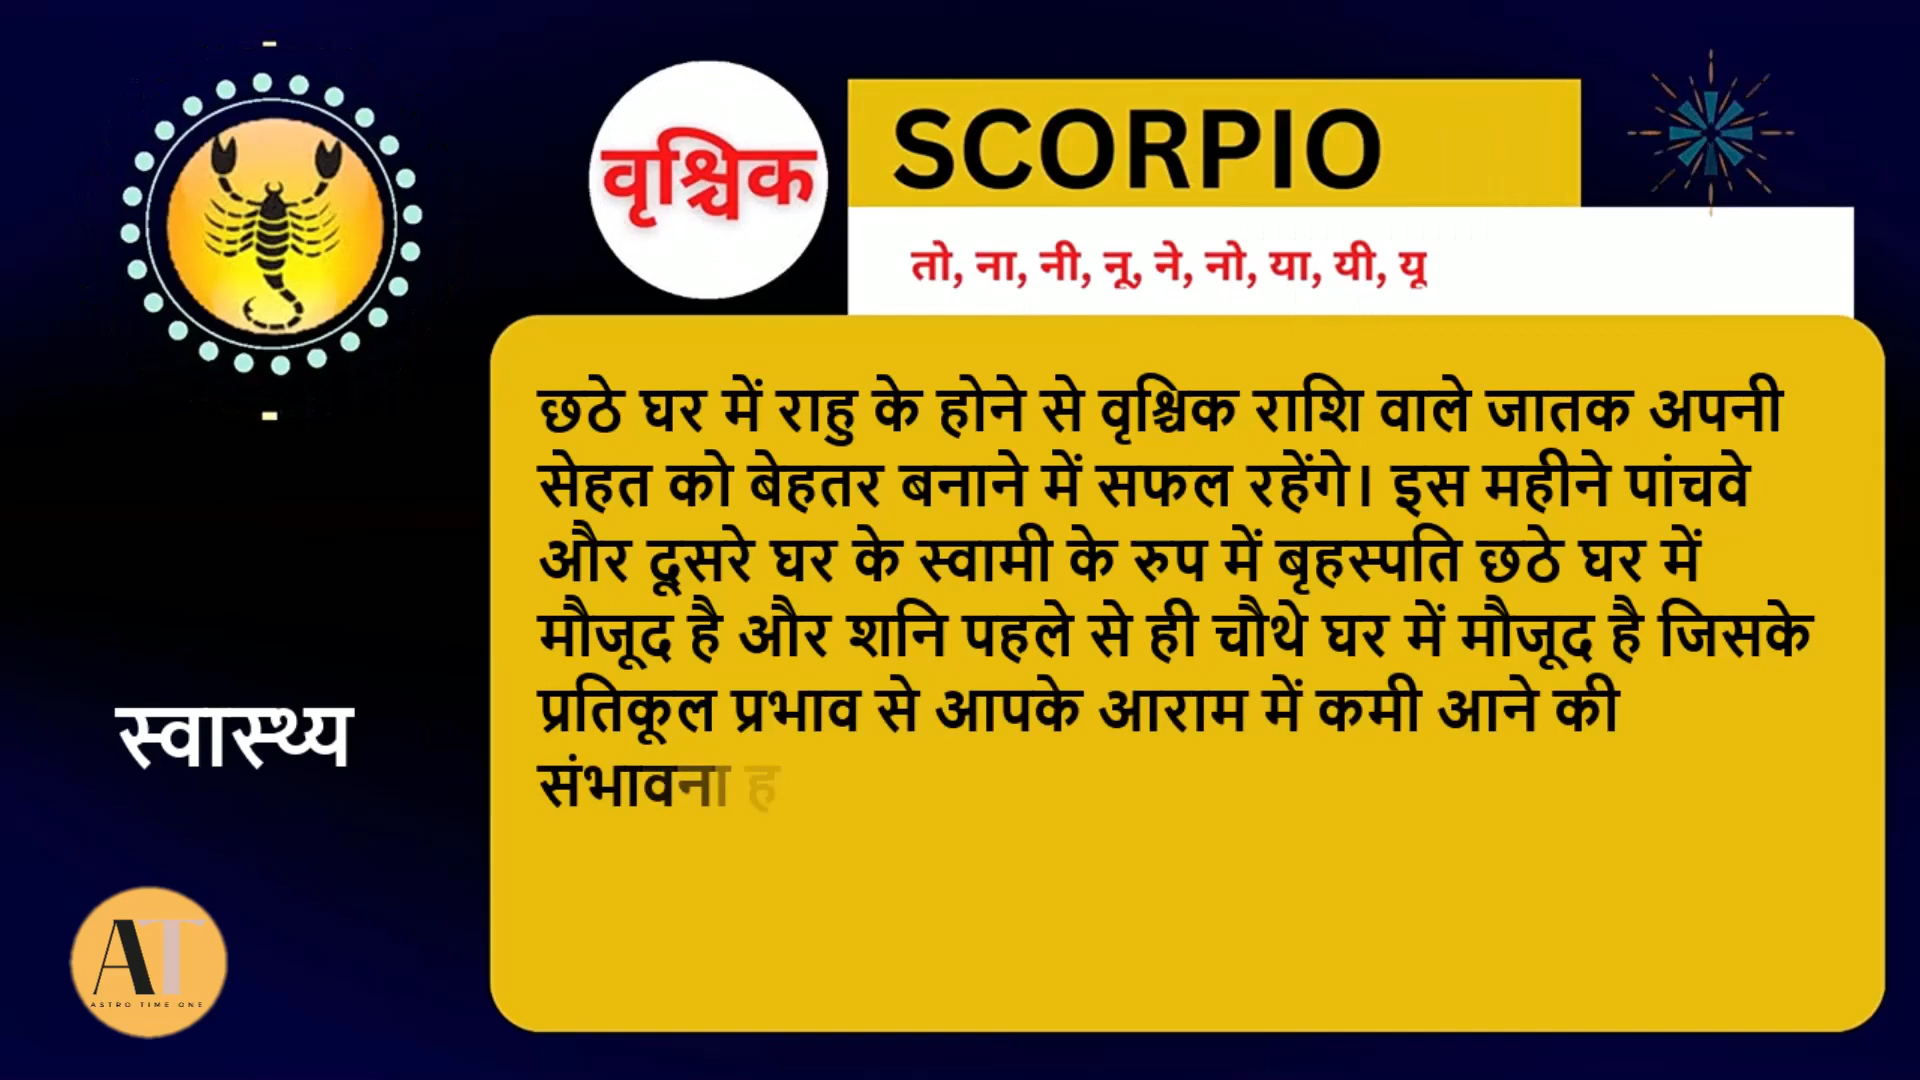 वृश्चिक
SCORPIO
तो, ना, नी, नू, ने, नो, या, यी, यू
छठे घर में राहु के होने से वृश्चिक राशि वाले जातक अपनी
सेहत को बेहतर बनाने में सफल रहेंगे। इस महीने पांचवे
और दूसरे घर के स्वामी के रुप में बृहस्पति छठे घर में
मौजूद है और शनि पहले से ही चौथे घर में मौजूद है जिसके
प्रतिकूल प्रभाव से आपके आराम में कमी आने की
संभावना ह
स्वास्थ्य
AT
ASTRO TIME ONE